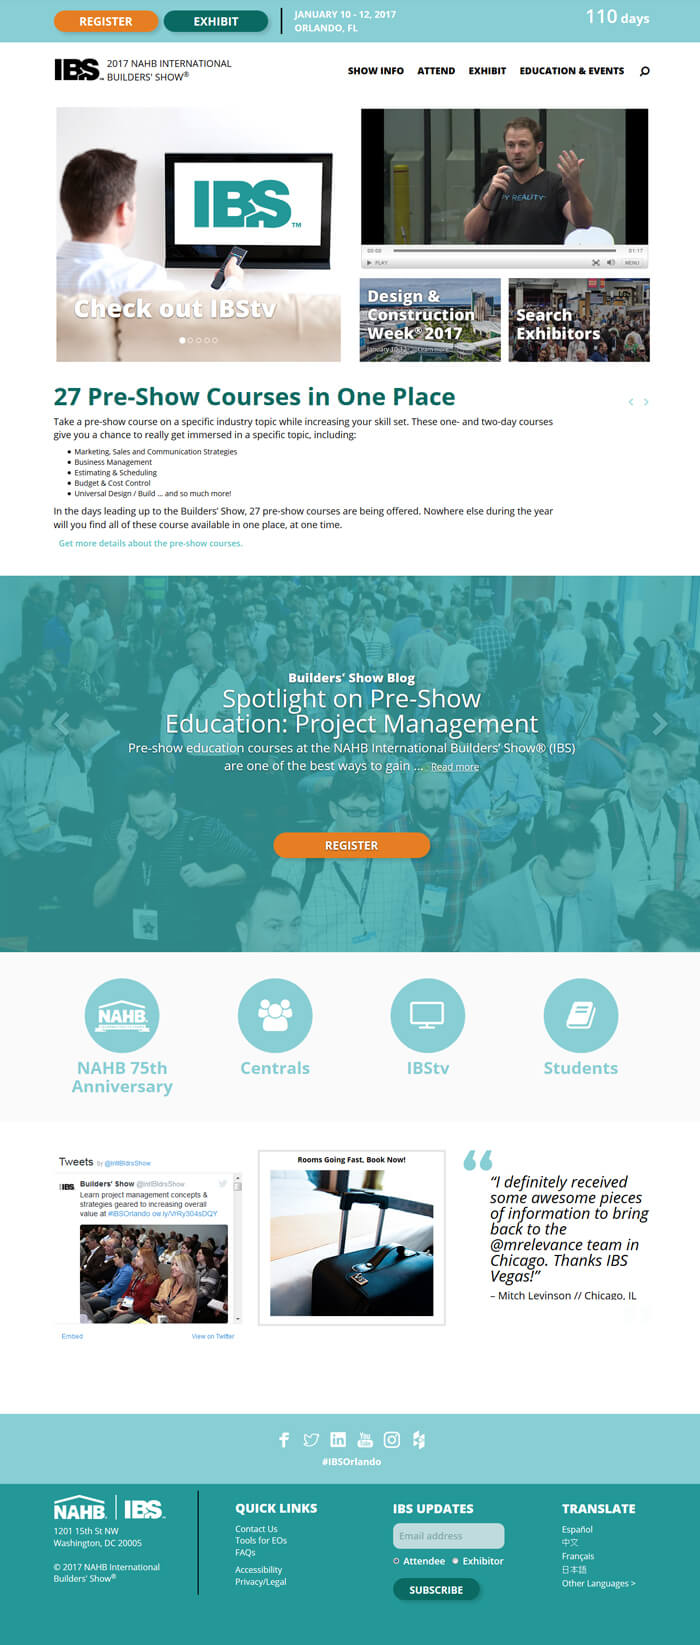 REGISTER
EXHIBIT
JANUARY 10 - 12, 2017
ORLANDO, FL
110 days
IBS™ 2017 NAHB INTERNATIONAL
BUILDERS' SHOW®
SHOW INFO
ATTEND
EXHIBIT
EDUCATION & EVENTS
IBS™
Check out IBStv
Y REALITY
00:00
01:17
PLAY
MENU
Design &
Construction
Week® 2017
Search
Exhibitors
27 Pre-Show Courses in One Place
Take a pre-show course on a specific industry topic while increasing your skill set. These one- and two-day courses
give you a chance to really get immersed in a specific topic, including:
Marketing, Sales and Communication Strategies
Business Management
Estimating & Scheduling
Budget & Cost Control
Universal Design / Build ... and so much more!
In the days leading up to the Builders' Show, 27 pre-show courses are being offered. Nowhere else during the year
will you find all of these course available in one place, at one time.
Get more details about the pre-show courses.
Builders' Show Blog
Spotlight on Pre-Show
Education: Project Management
Pre-show education courses at the NAHB International Builders' Show® (IBS)
are one of the best ways to gain ... Read more
REGISTER
NAHB
NAHB 75th
Anniversary
Centrals
IBStv
Students
Tweets by @IntlBldrsShow
IBS
Builders' Show @IntlBldrsShow
Learn project management concepts &
strategies geared to increasing overall
value at #IBSOrlando ow.ly/VrRy304sDQY
Embed
View on Twitter
Rooms Going Fast, Book Now!
“I definitely received
some awesome pieces
of information to bring
back to the
@mrelevance team in
Chicago. Thanks IBS
Vegas!”
– Mitch Levinson // Chicago, IL
You
Tube
#IBSOrlando
NAHB. IBS
1201 15th St NW
Washington, DC 20005
© 2017 NAHB International
Builders' Show®
QUICK LINKS
Contact Us
Tools for EOs
FAQs
Accessibility
Privacy/Legal
IBS UPDATES
Email address
Attendee
Exhibitor
SUBSCRIBE
TRANSLATE
Español
中文
Français
日本語
Other Languages >